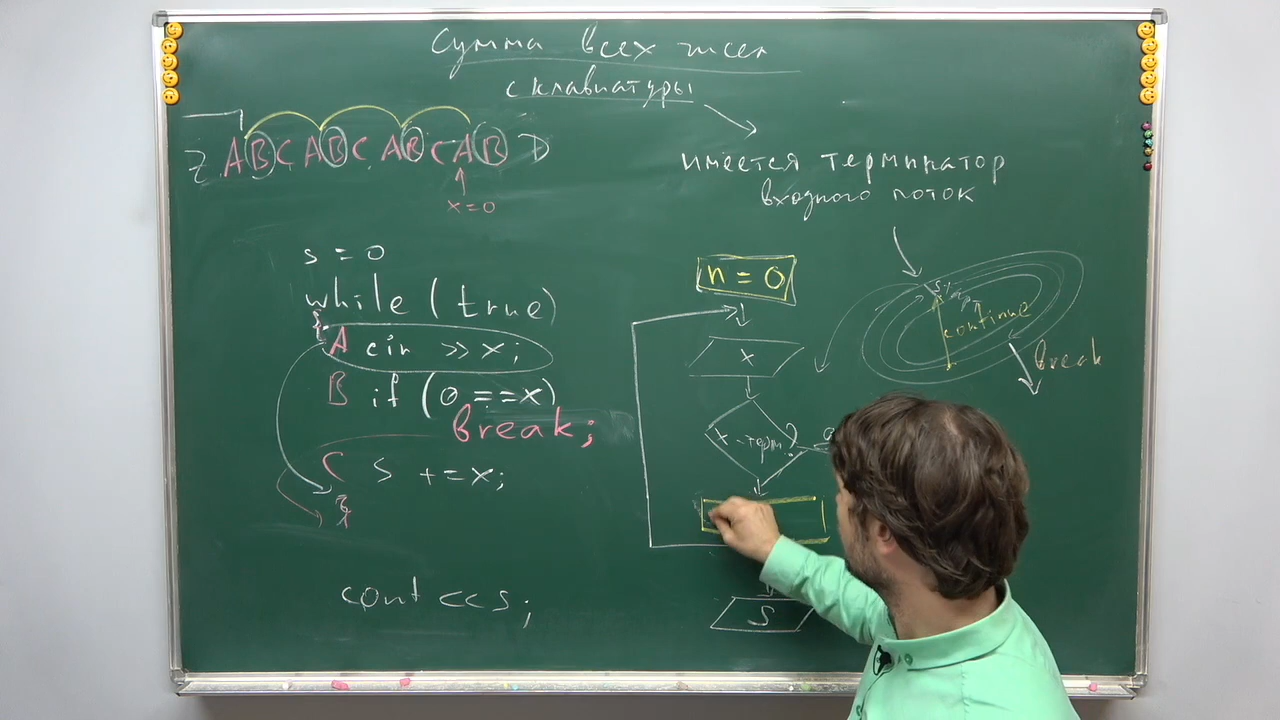 Сумма всех чисел
с клавиатуры
Z A B C A B C A B C A B D
x=0
имеется терминатор
входного поток
s = 0
while (true)
{
A cin >> x;
B if (0 == x)
break;
C s += x;
}
cout << s;
n = 0
x
x - терм?
S
continue
break